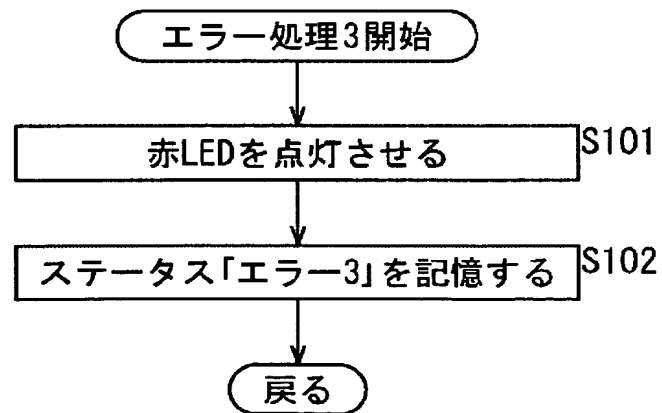 エラー処理3開始
赤LEDを点灯させる
S101
ステータス「エラー3」を記憶する
S102
戻る